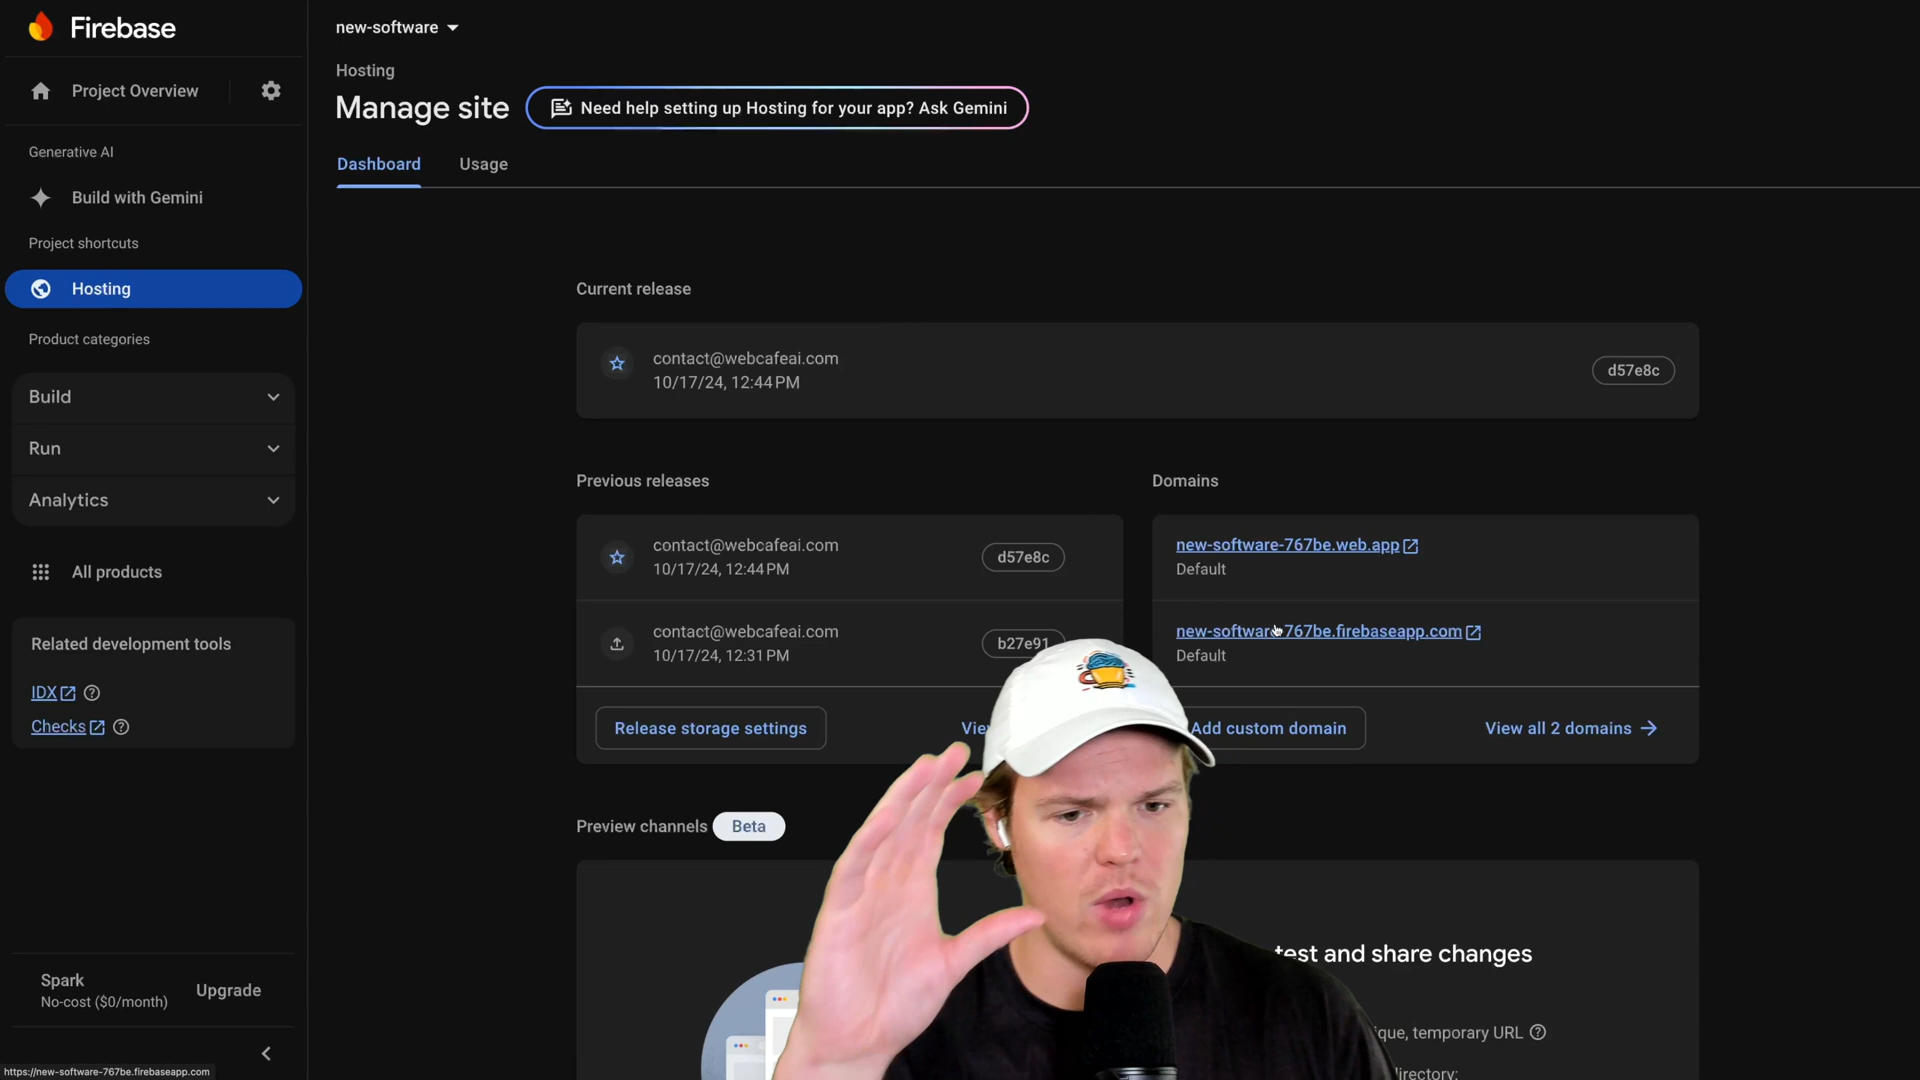 Firebase
new-software
Project Overview
Hosting
Manage site
Need help setting up Hosting for your app? Ask Gemini
Dashboard
Usage
Generative AI
Build with Gemini
Project shortcuts
Hosting
Product categories
Build
Run
Analytics
All products
Related development tools
IDX
Checks
Spark
No-cost ($0/month)
Upgrade
https://new-software-767be.firebaseapp.com
Current release
contact@webcafeai.com
10/17/24, 12:44 PM
d57e8c
Previous releases
contact@webcafeai.com
10/17/24, 12:44 PM
d57e8c
contact@webcafeai.com
10/17/24, 12:31 PM
b27e91
Release storage settings
Domains
new-software-767be.web.app
Default
new-software-767be.firebaseapp.com
Default
Add custom domain
View all 2 domains
Preview channels
Beta
test and share changes
temporary URL